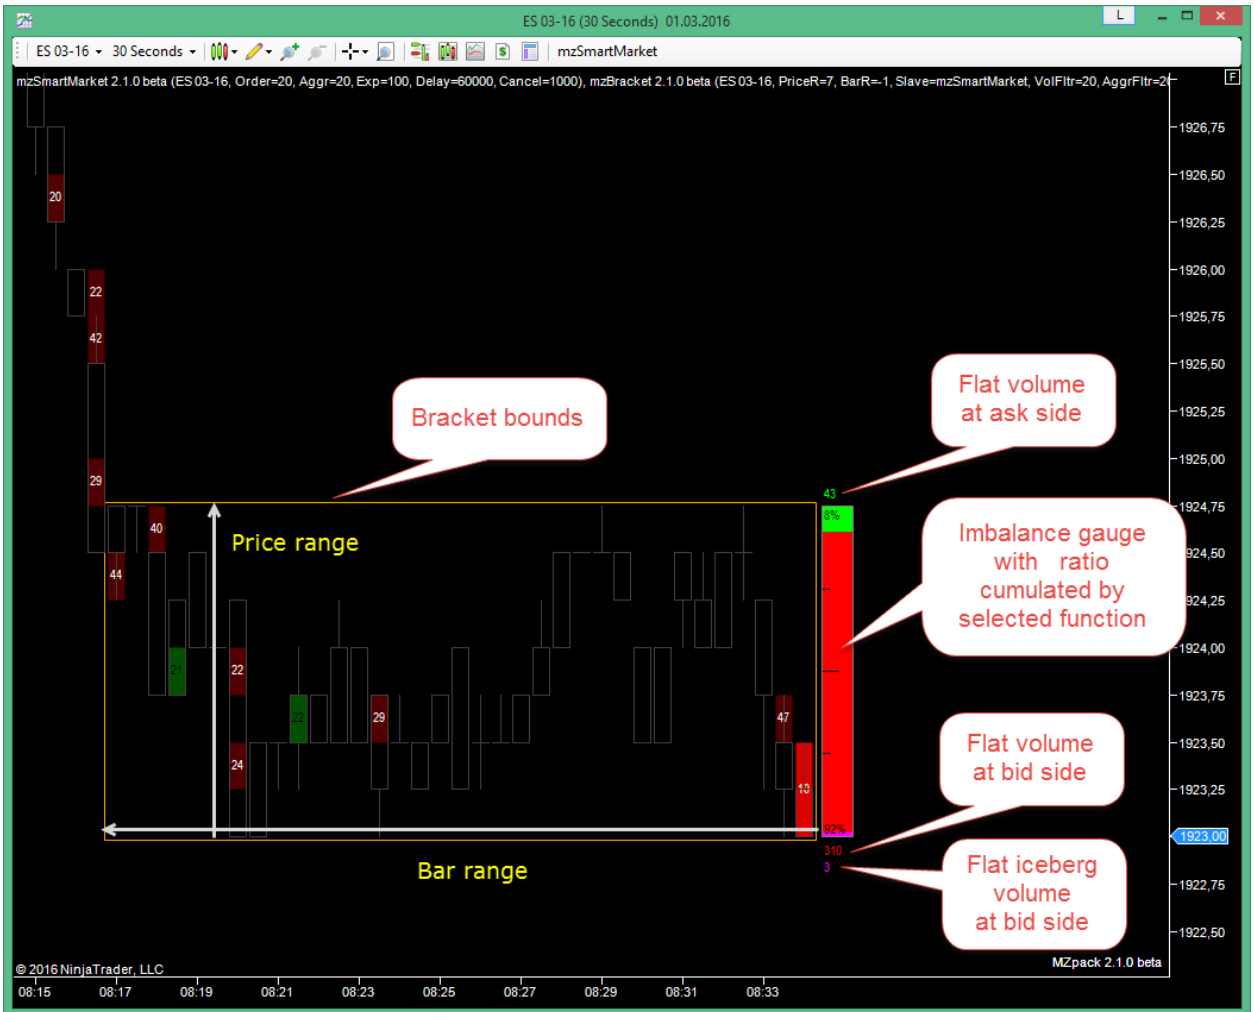 ES 03-16 (30 Seconds)  01.03.2016
L
ES 03-16
30 Seconds
$
mzSmartMarket
mzSmartMarket 2.1.0 beta (ES 03-16, Order=20, Aggr=20, Exp=100, Delay=60000, Cancel=1000), mzBracket 2.1.0 beta (ES 03-16, PriceR=7, BarR=-1, Slave=mzSmartMarket, VolFltr=20, AggrFltr=20
F
1926,75
1926,50
20
1926,25
1926,00
22
1925,75
42
1925,50
Flat volume
at ask side
Bracket bounds
1925,25
1925,00
29
43
1924,75
8%
40
Price range
Imbalance gauge
with ratio
cumulated by
selected function
1924,50
44
1924,25
1924,00
21
22
1923,75
22
29
47
Flat volume
at bid side
1923,50
24
18
1923,25
92%
1923,00
310
3
Bar range
Flat iceberg
volume
at bid side
1922,75
1922,50
MZpack 2.1.0 beta
© 2016 NinjaTrader, LLC
08:15
08:17
08:19
08:21
08:23
08:25
08:27
08:29
08:31
08:33